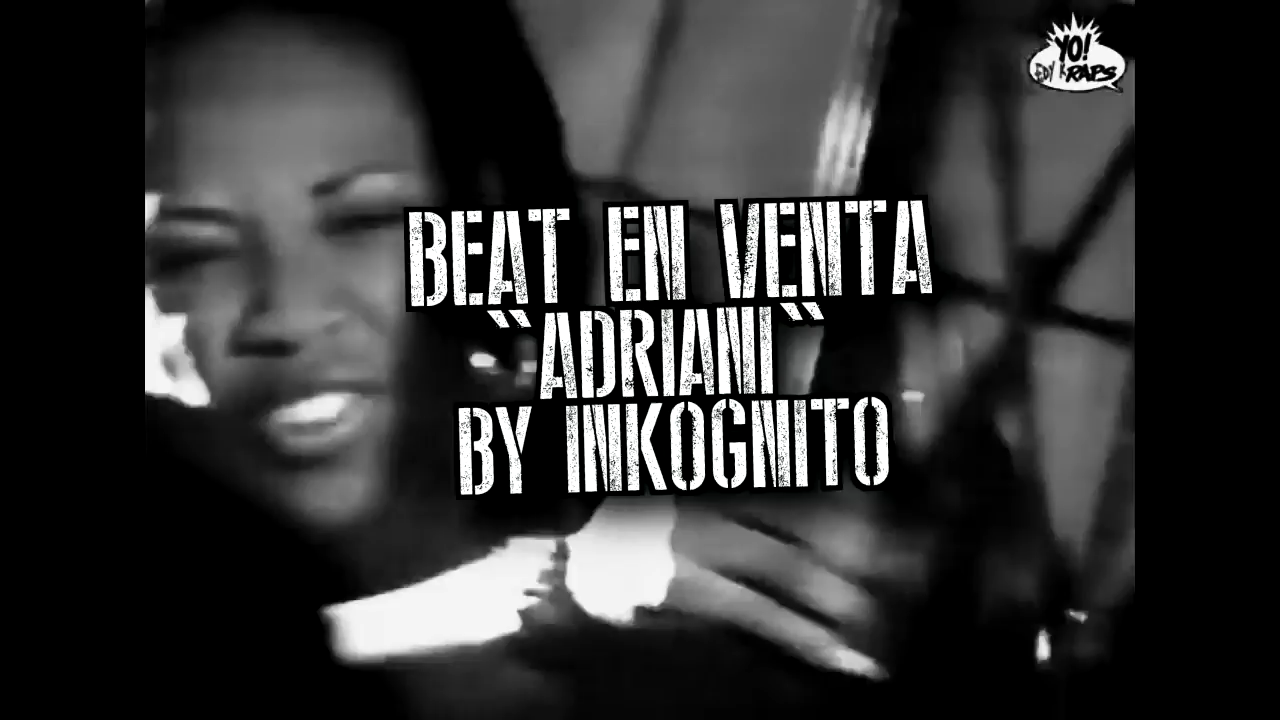 YO!
RAPS
BEAT EN VENTA
"ADRIANI"
BY INKOGNITO